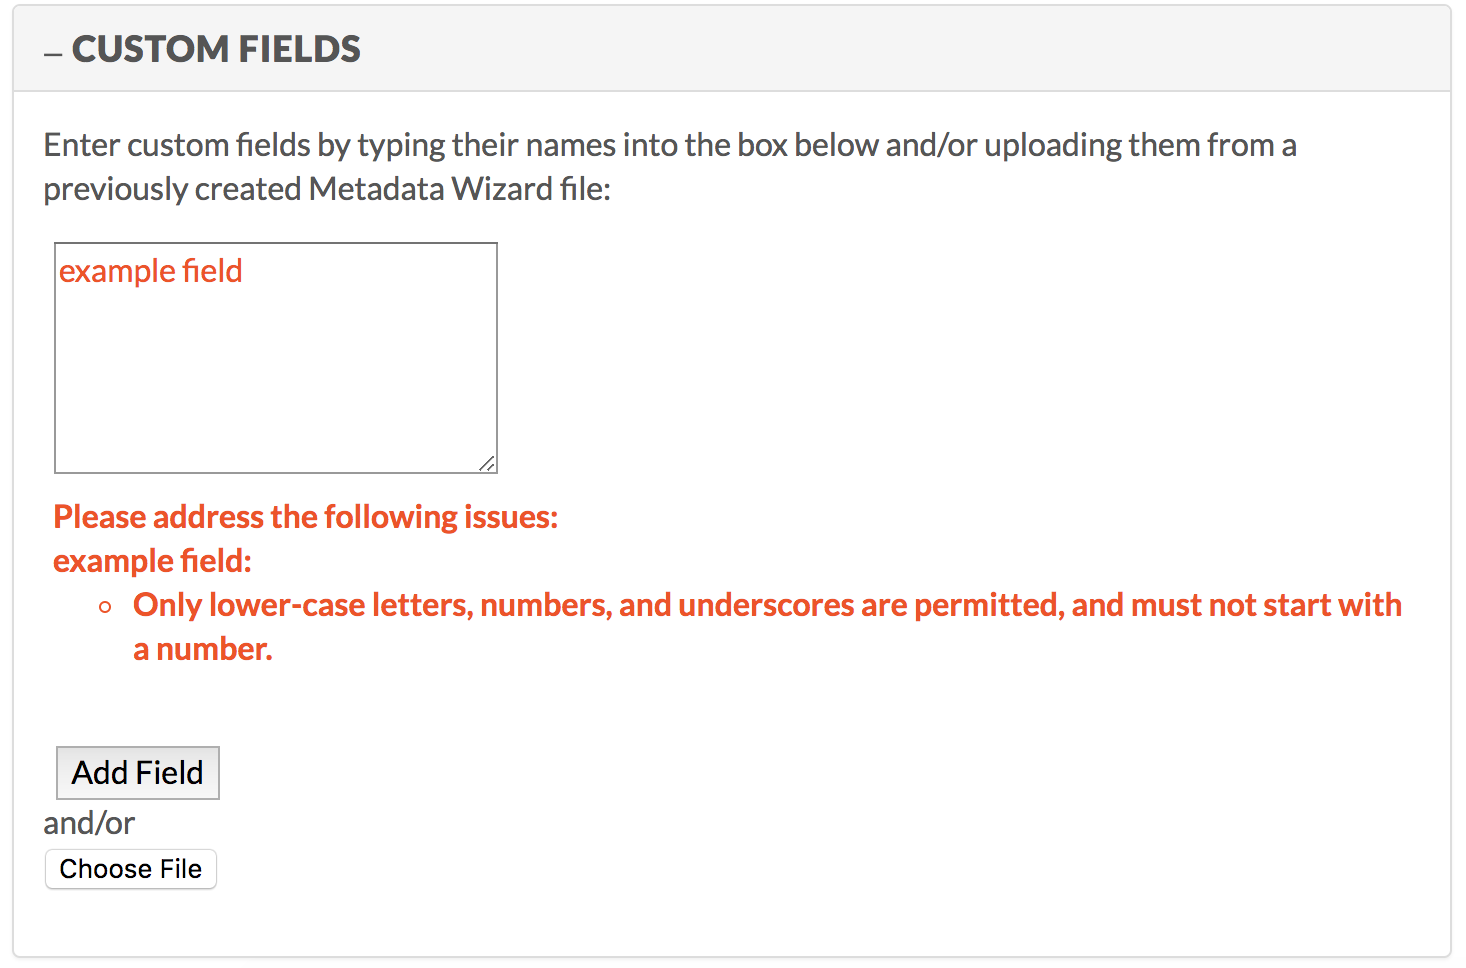 – CUSTOM FIELDS
Enter custom fields by typing their names into the box below and/or uploading them from a
previously created Metadata Wizard file:
example field
Please address the following issues:
example field:
Only lower-case letters, numbers, and underscores are permitted, and must not start with
a number.
Add Field
and/or
Choose File